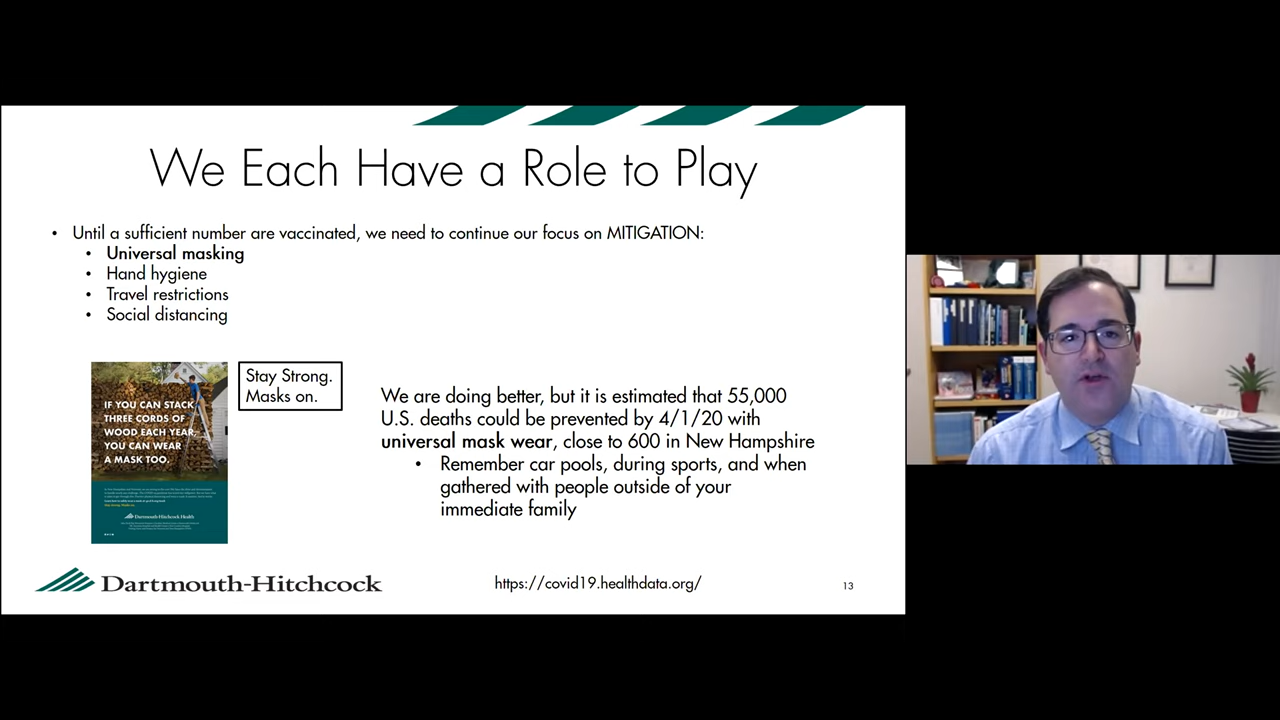 We Each Have a Role to Play
• Until a sufficient number are vaccinated, we need to continue our focus on MITIGATION:
• Universal masking
• Hand hygiene
• Travel restrictions
• Social distancing
IF YOU CAN STACK
THREE CORDS OF
WOOD EACH YEAR,
YOU CAN WEAR
A MASK TOO.
Dartmouth-Hitchcock Health
Stay Strong.
Masks on.
We are doing better, but it is estimated that 55,000
U.S. deaths could be prevented by 4/1/20 with
universal mask wear, close to 600 in New Hampshire
• Remember car pools, during sports, and when
gathered with people outside of your
immediate family
Dartmouth-Hitchcock
https://covid19.healthdata.org/
13